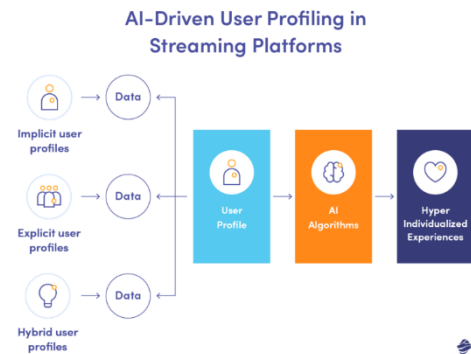 AI-Driven User Profiling in
Streaming Platforms
Data
Implicit user
profiles
Data
Explicit user
profiles
Data
Hybrid user
profiles
User
Profile
AI
Algorithms
Hyper
Individualized
Experiences